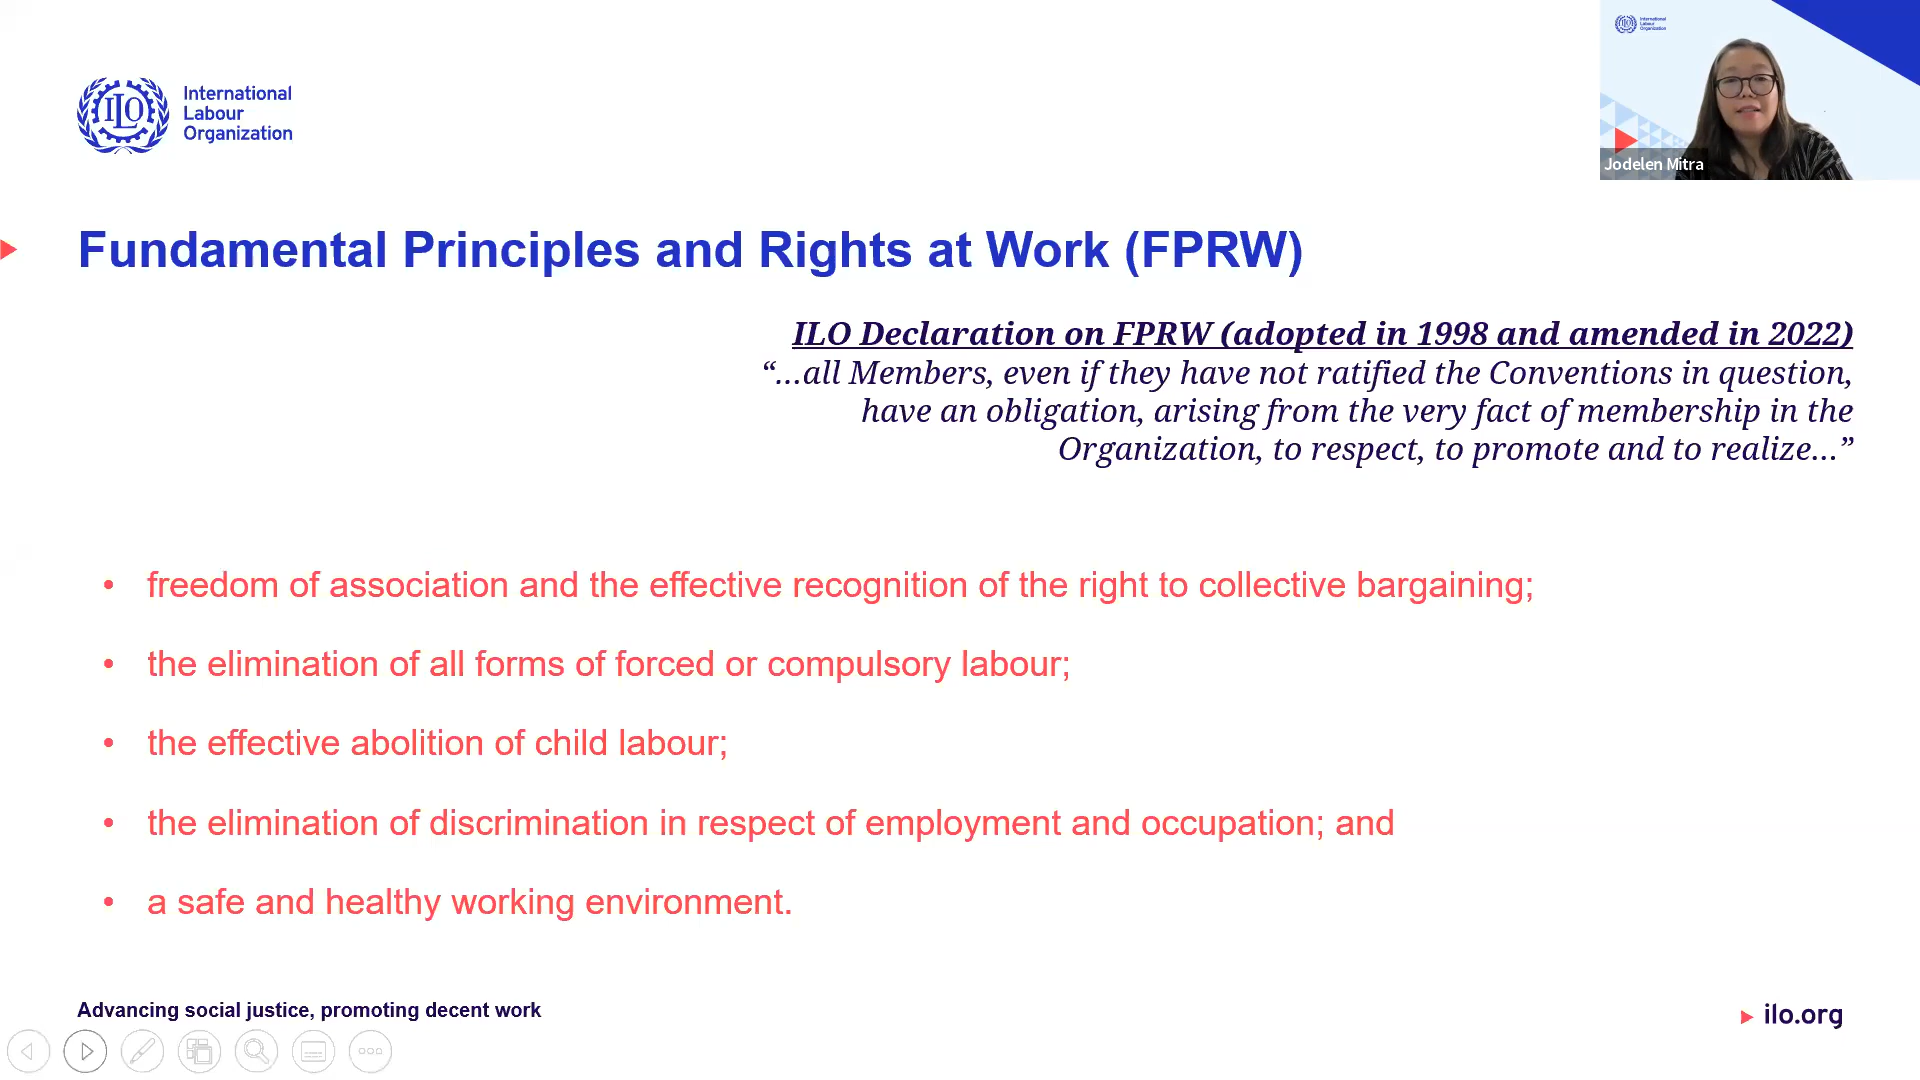 International
Labour
Organization
ILO
International
Labour
Organization
Jodelen Mitra
Fundamental Principles and Rights at Work (FPRW)
ILO Declaration on FPRW (adopted in 1998 and amended in 2022)
“...all Members, even if they have not ratified the Conventions in question,
have an obligation, arising from the very fact of membership in the
Organization, to respect, to promote and to realize...”
• freedom of association and the effective recognition of the right to collective bargaining;
• the elimination of all forms of forced or compulsory labour;
• the effective abolition of child labour;
• the elimination of discrimination in respect of employment and occupation; and
• a safe and healthy working environment.
Advancing social justice, promoting decent work
ilo.org